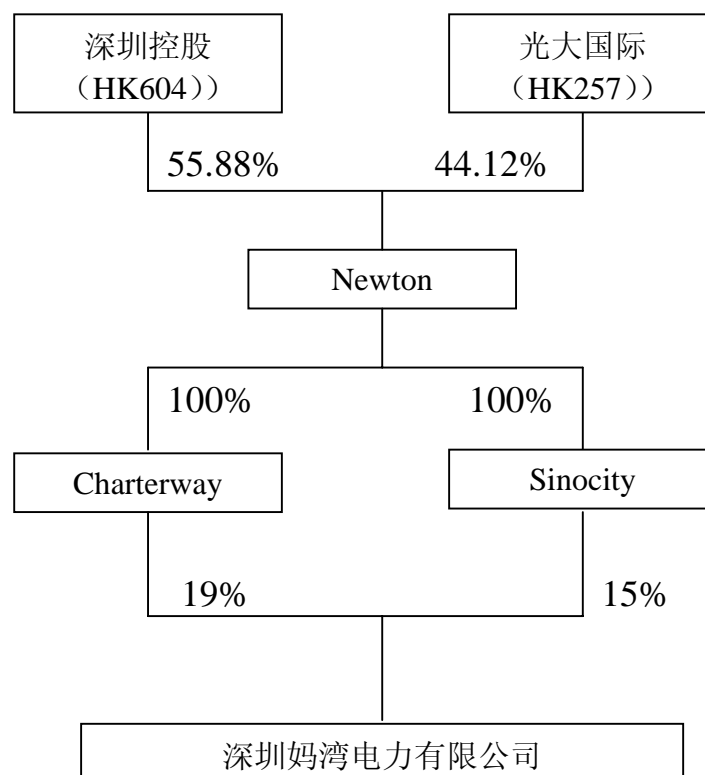 深圳控股
（HK604））
光大国际
（HK257））
55.88%
44.12%
Newton
100%
100%
Charterway
Sinocity
19%
15%
深圳妈湾电力有限公司